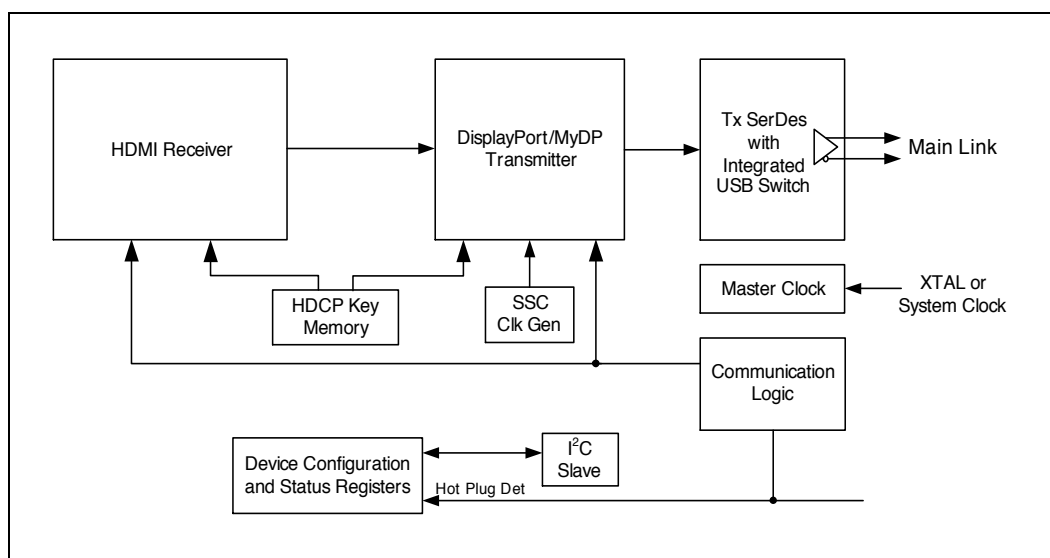 HDMI Receiver
DisplayPort/MyDP
Transmitter
Tx SerDes
with
Integrated
USB Switch
Main Link
HDCP Key
Memory
SSC
Clk Gen
Master Clock
XTAL or
System Clock
Communication
Logic
Device Configuration
and Status Registers
I²C
Slave
Hot Plug Det